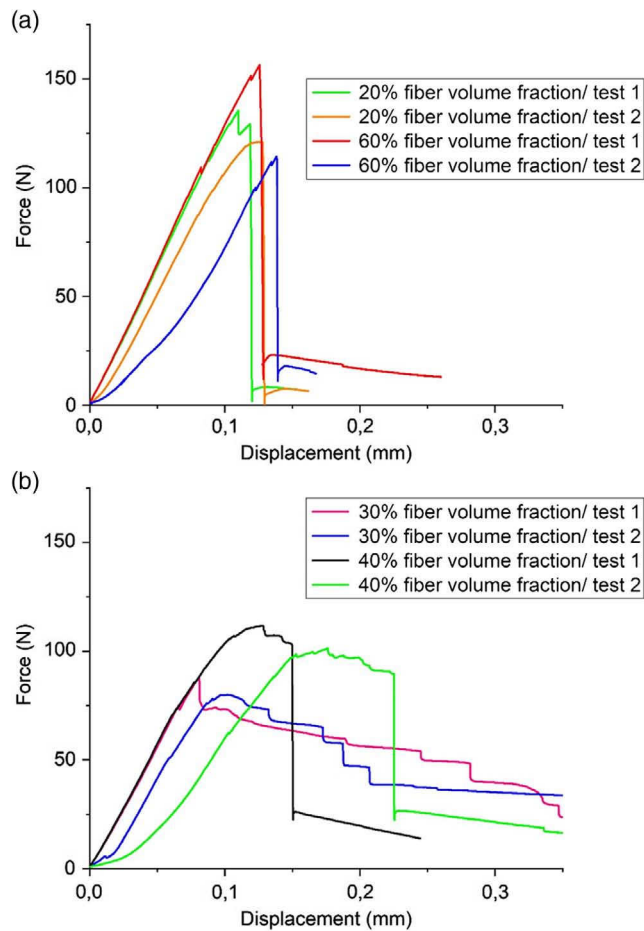 (a)
150
100
50
0
Force (N)
20% fiber volume fraction/ test 1
20% fiber volume fraction/ test 2
60% fiber volume fraction/ test 1
60% fiber volume fraction/ test 2
0,0 0,1 0,2 0,3
Displacement (mm)
(b)
150
100
50
0
Force (N)
30% fiber volume fraction/ test 1
30% fiber volume fraction/ test 2
40% fiber volume fraction/ test 1
40% fiber volume fraction/ test 2
0,0 0,1 0,2 0,3
Displacement (mm)